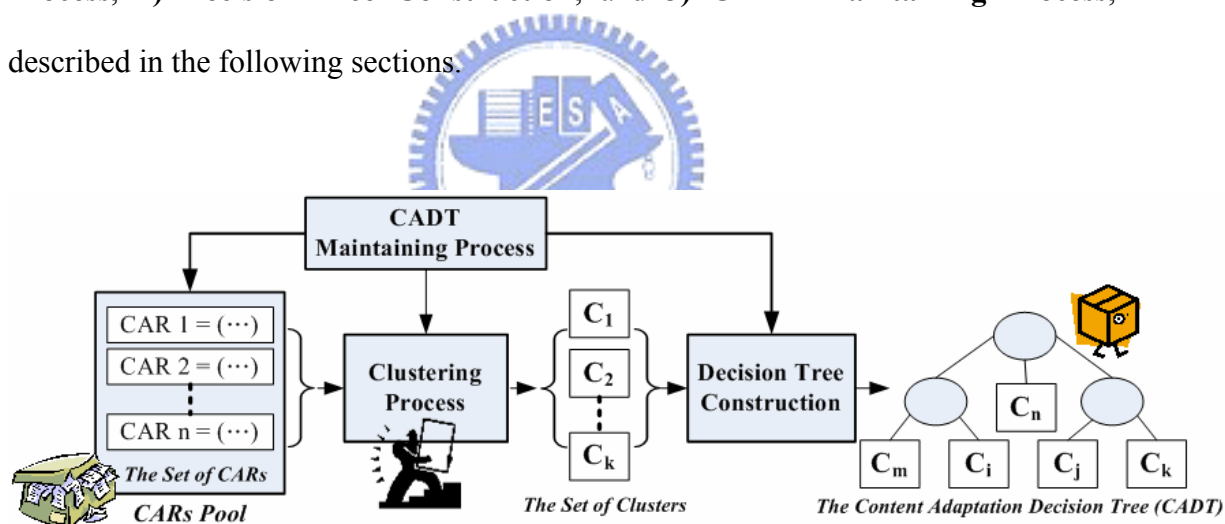 described in the following sections.
ESA
CADT
Maintaining Process
CAR 1 = (⋯)
CAR 2 = (⋯)
CAR n = (⋯)
The Set of CARs
CARs Pool
Clustering
Process
C1
C2
Ck
The Set of Clusters
Decision Tree
Construction
Cn
Cm
Ci
Cj
Ck
The Content Adaptation Decision Tree (CADT)